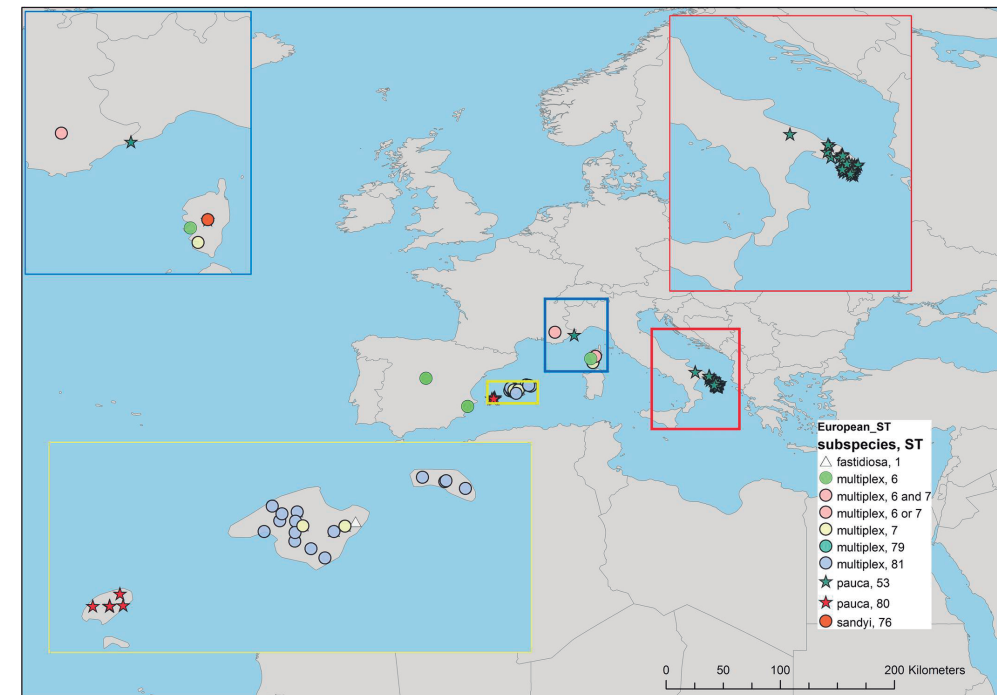 European_ST
subspecies, ST
fastidiosa, 1
multiplex, 6
multiplex, 6 and 7
multiplex, 6 or 7
multiplex, 7
multiplex, 79
multiplex, 81
pauca, 53
pauca, 80
sandyi, 76
0 50 100 200 Kilometers